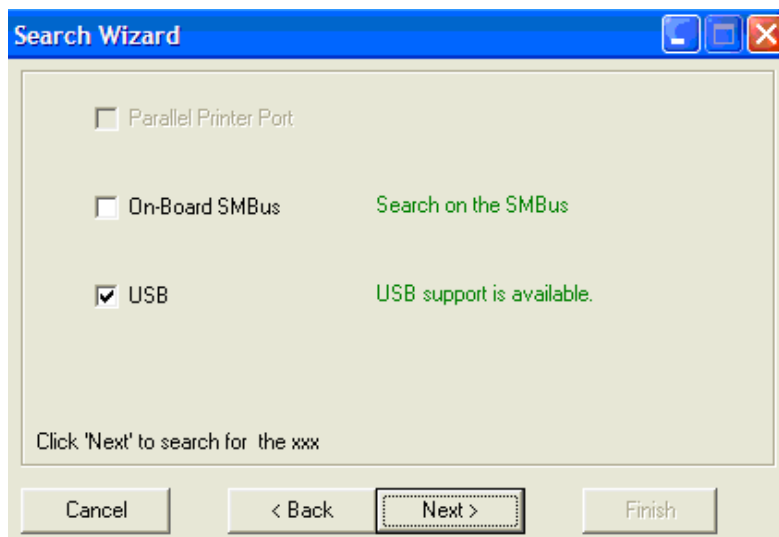 Search Wizard
Parallel Printer Port
On-Board SMBus Search on the SMBus
USB USB support is available.
Click 'Next' to search for the xxx
Cancel < Back Next > Finish